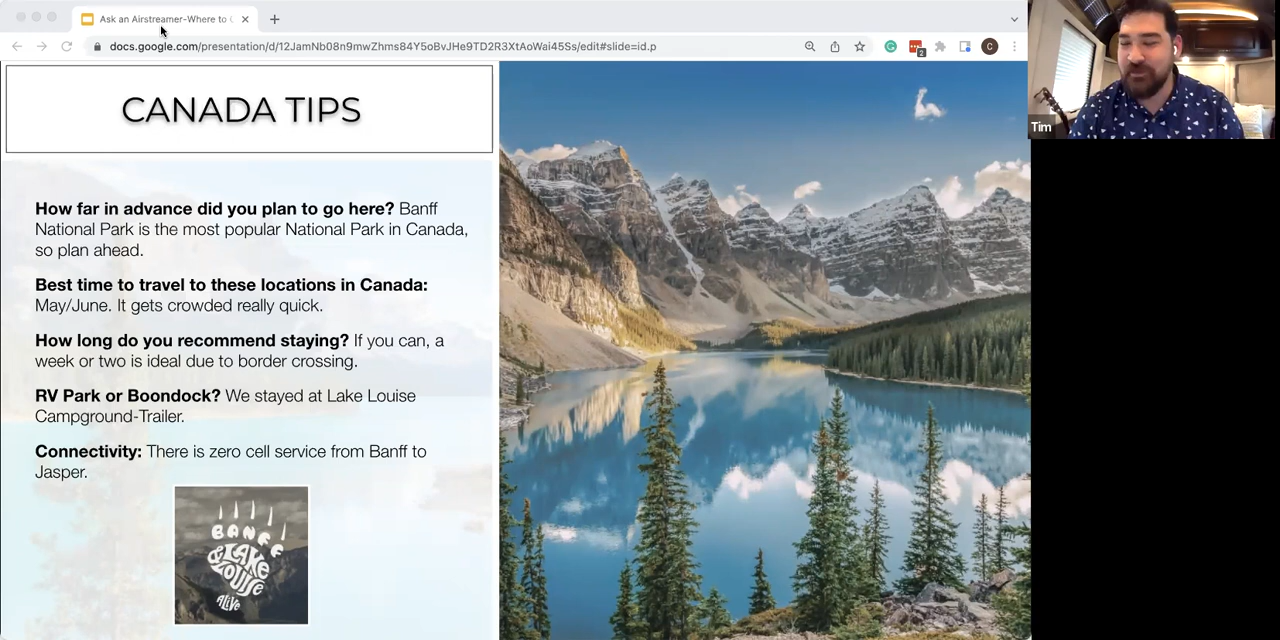 Ask an Airstreamer-Where to
docs.google.com/presentation/d/12JamNb08n9mwZhms84Y5oBvJHe9TD2R3XtAoWai45Ss/edit#slide=id.p
2
C
Tim
CANADA TIPS
How far in advance did you plan to go here? Banff
National Park is the most popular National Park in Canada,
so plan ahead.
Best time to travel to these locations in Canada:
May/June. It gets crowded really quick.
How long do you recommend staying? If you can, a
week or two is ideal due to border crossing.
RV Park or Boondock? We stayed at Lake Louise
Campground-Trailer.
Connectivity: There is zero cell service from Banff to
Jasper.
BANFF
& LAKE
LOUISE
ALIVE